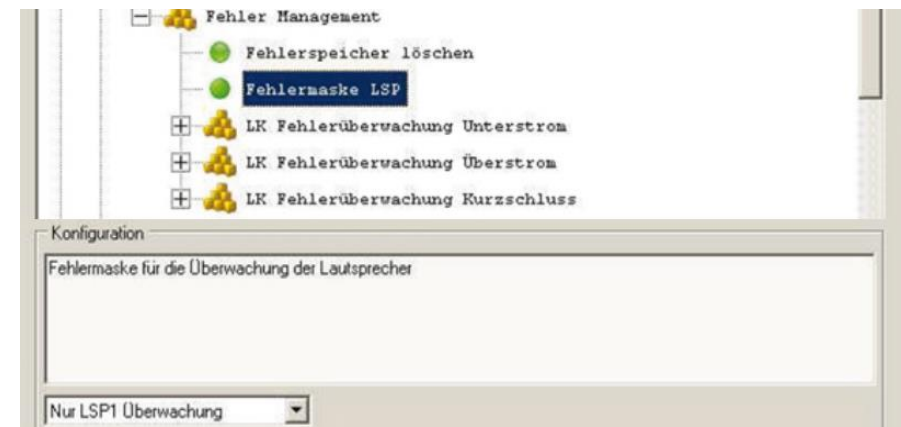 Fehler Management
Fehlerspeicher löschen
Fehlermaske LSP
LK Fehlerüberwachung Unterstrom
LK Fehlerüberwachung Überstrom
LK Fehlerüberwachung Kurzschluss
Konfiguration
Fehlermaske für die Überwachung der Lautsprecher
Nur LSP1 Überwachung